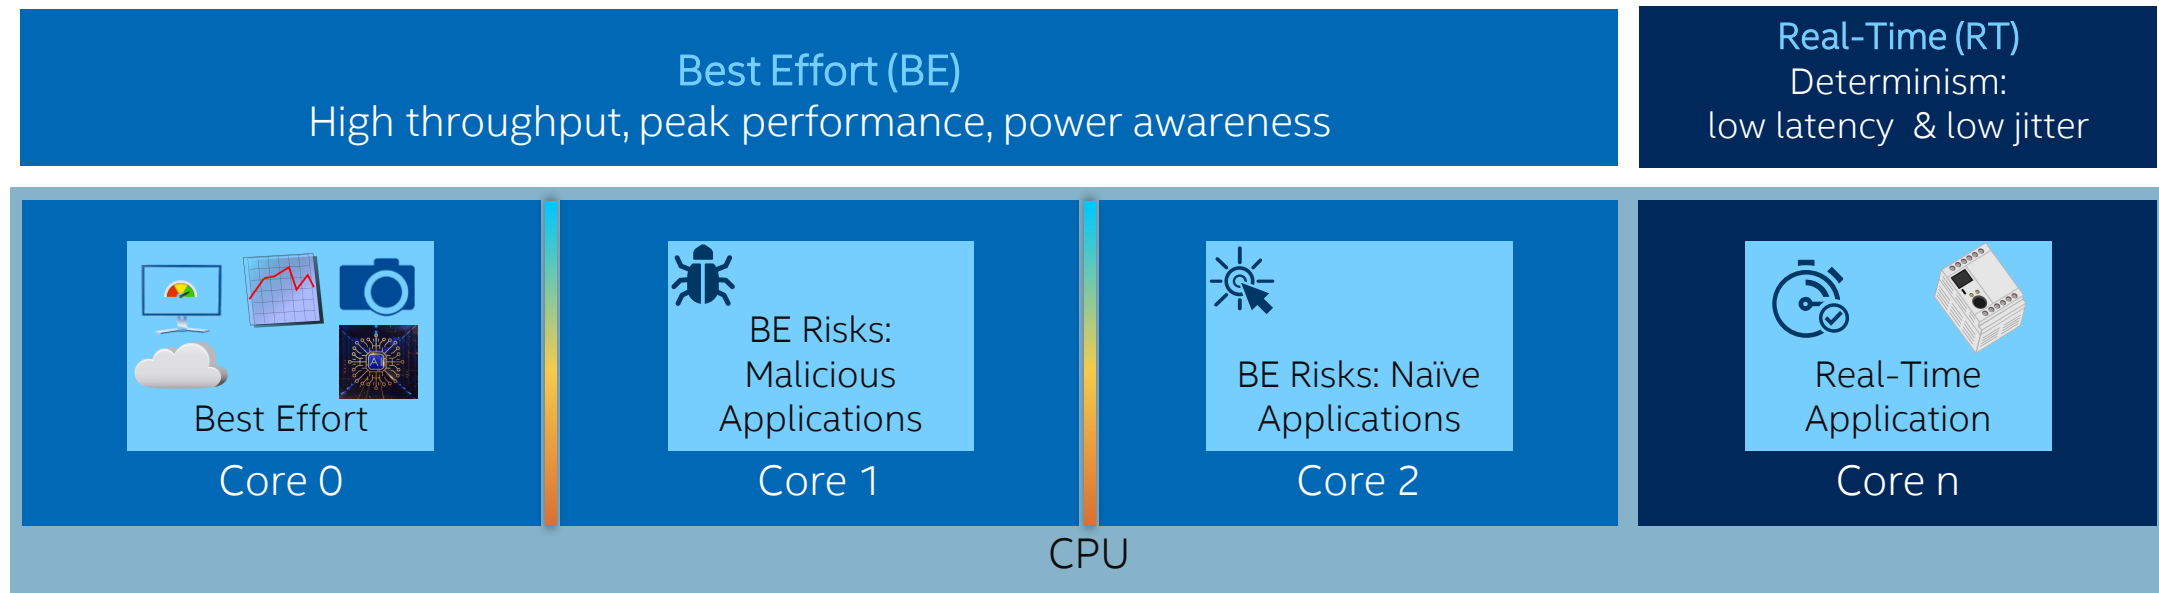 Best Effort (BE)
High throughput, peak performance, power awareness
Real-Time (RT)
Determinism:
low latency & low jitter
Best Effort
Core 0
BE Risks:
Malicious
Applications
Core 1
BE Risks: Naïve
Applications
Core 2
Real-Time
Application
Core n
CPU
AI